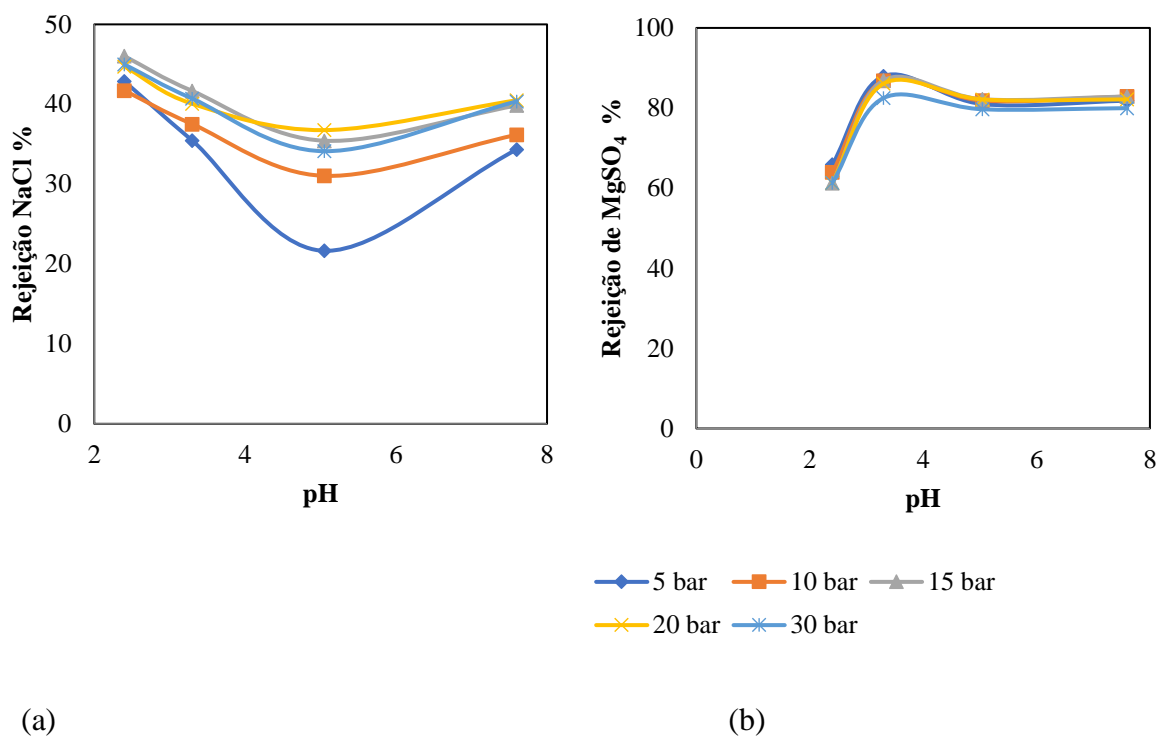 50
40
30
20
10
0
2 4 6 8
Rejeição NaCl %
pH
100
80
60
40
20
0
0 2 4 6 8
Rejeição de MgSO₄ %
pH
5 bar 10 bar 15 bar
20 bar 30 bar
(a) (b)